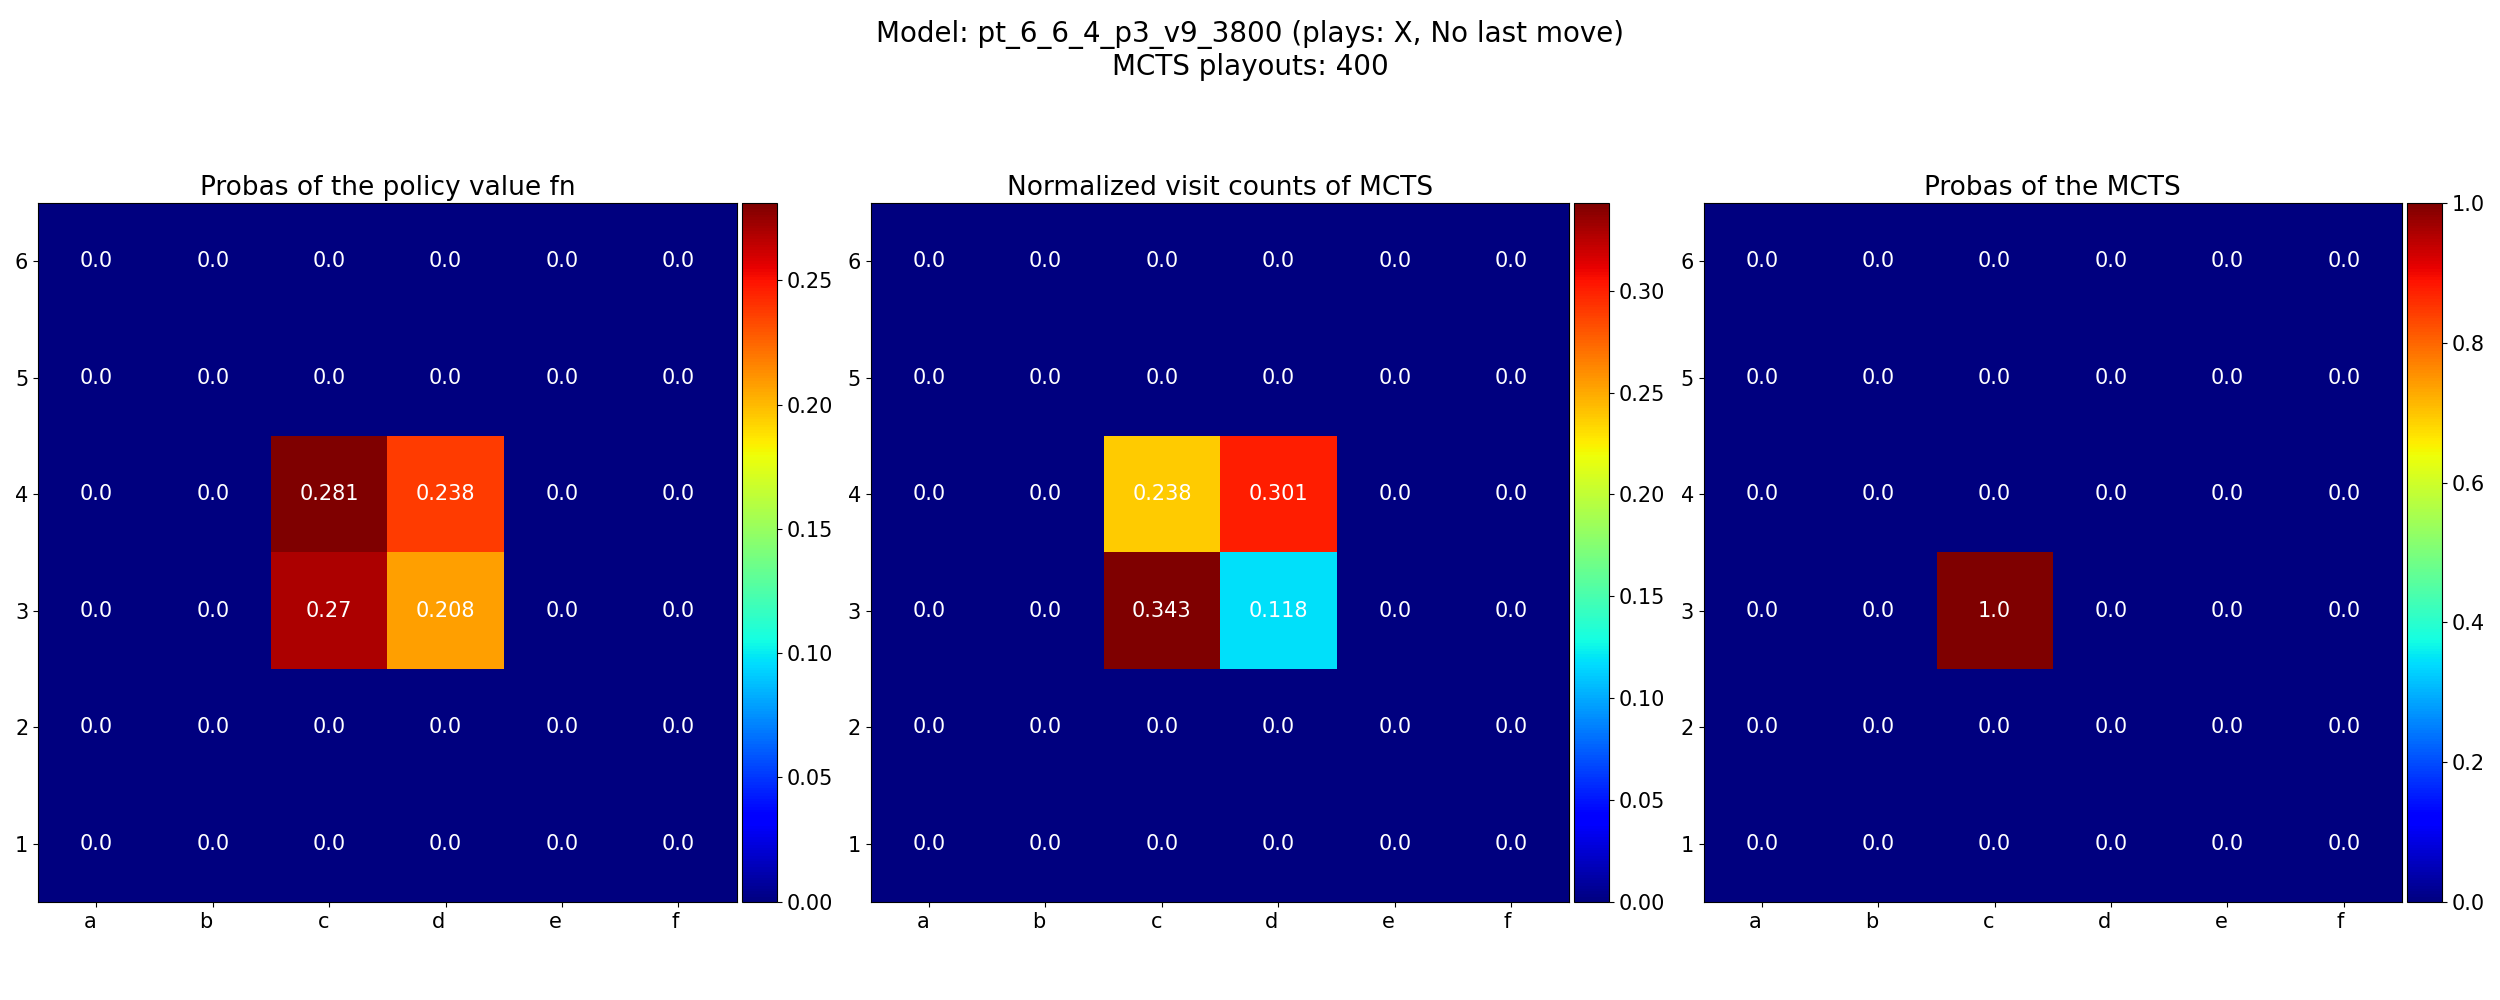 Model: pt_6_6_4_p3_v9_3800 (plays: X, No last move)
MCTS playouts: 400
Probas of the policy value fn
6 0.0 0.0 0.0 0.0 0.0 0.0
5 0.0 0.0 0.0 0.0 0.0 0.0
4 0.0 0.0 0.281 0.238 0.0 0.0
3 0.0 0.0 0.27 0.208 0.0 0.0
2 0.0 0.0 0.0 0.0 0.0 0.0
1 0.0 0.0 0.0 0.0 0.0 0.0
a b c d e f
0.25
0.20
0.15
0.10
0.05
0.00
Normalized visit counts of MCTS
6 0.0 0.0 0.0 0.0 0.0 0.0
5 0.0 0.0 0.0 0.0 0.0 0.0
4 0.0 0.0 0.238 0.301 0.0 0.0
3 0.0 0.0 0.343 0.118 0.0 0.0
2 0.0 0.0 0.0 0.0 0.0 0.0
1 0.0 0.0 0.0 0.0 0.0 0.0
a b c d e f
0.30
0.25
0.20
0.15
0.10
0.05
0.00
Probas of the MCTS
6 0.0 0.0 0.0 0.0 0.0 0.0
5 0.0 0.0 0.0 0.0 0.0 0.0
4 0.0 0.0 0.0 0.0 0.0 0.0
3 0.0 0.0 1.0 0.0 0.0 0.0
2 0.0 0.0 0.0 0.0 0.0 0.0
1 0.0 0.0 0.0 0.0 0.0 0.0
a b c d e f
1.0
0.8
0.6
0.4
0.2
0.0